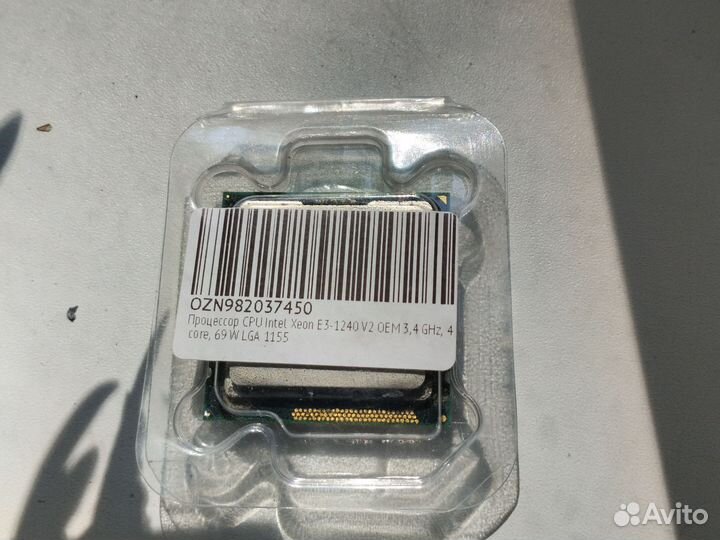 OZN982037450
Процессор CPU Intel Xeon E3-1240 V2 OEM 3,4 GHz, 4
core, 69 W LGA 1155
Avito